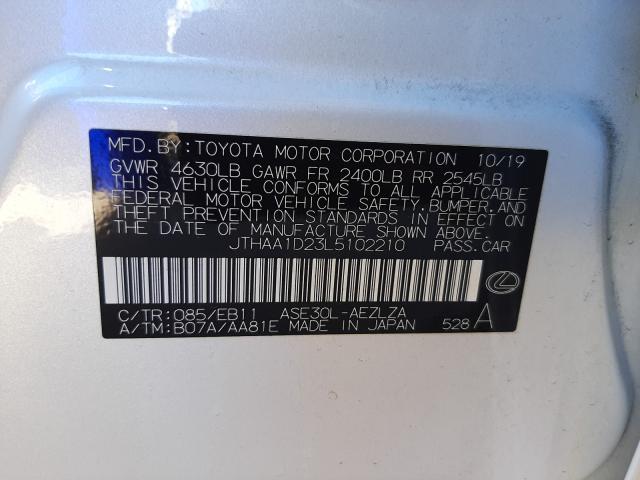 MFD. BY: TOYOTA MOTOR CORPORATION 10/19
GVWR 4630LB GAWR FR 2400LB RR 2545LB
THIS VEHICLE CONFORMS TO ALL APPLICABLE
FEDERAL MOTOR VEHICLE SAFETY, BUMPER, AND
THEFT PREVENTION STANDARDS IN EFFECT ON
THE DATE OF MANUFACTURE SHOWN ABOVE.
JTHAA1D23L5102210 PASS. CAR
C/TR: 085/EB11 ASE30L-AEZLZA
A/TM: B07A/AA81E MADE IN JAPAN 528 A